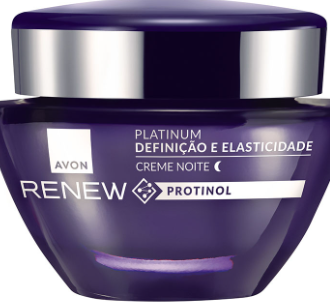 PLATINUM
DEFINIÇÃO E ELASTICIDADE
CREME NOITE
AVON
RENEW PROTINOL